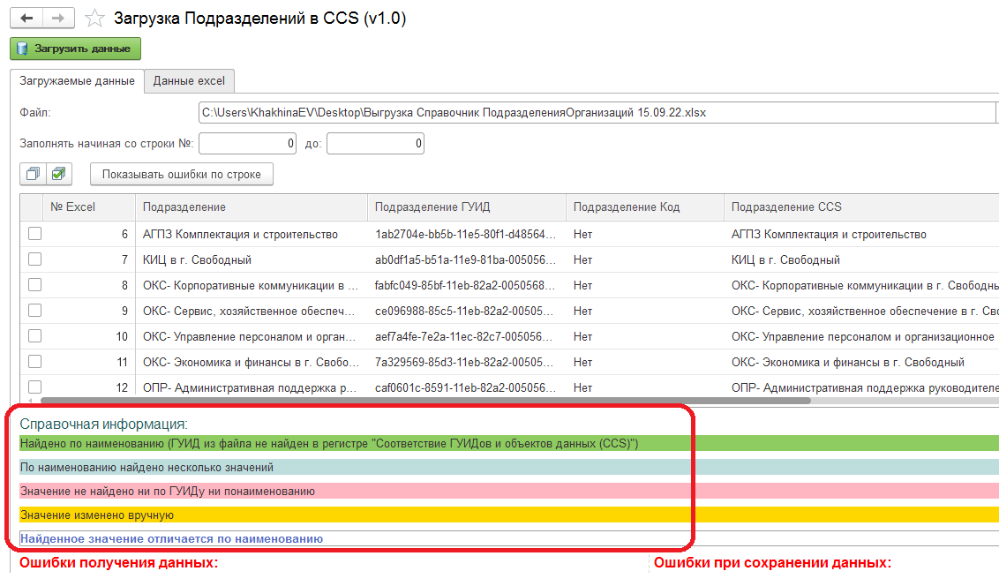 Загрузка Подразделений в CCS (v1.0)
Загрузить данные
Загружаемые данные Данные excel
Файл: C:\Users\KhakhinaEV\Desktop\Выгрузка Справочник ПодразделенияОрганизаций 15.09.22.xlsx
Заполнять начиная со строки №: 0 до: 0
Показывать ошибки по строке
№ Excel Подразделение Подразделение ГУИД Подразделение Код Подразделение CCS
6 АГПЗ Комплектация и строительство 1ab2704e-bb5b-11e5-80f1-d48564... Нет АГПЗ Комплектация и строительство
7 КИЦ в г. Свободный ab0df1a5-b51a-11e9-81ba-005056... Нет КИЦ в г. Свободный
8 ОКС- Корпоративные коммуникации в ... fabfc049-85bf-11eb-82a2-0050568... Нет ОКС- Корпоративные коммуникации в г. Свободнь
9 ОКС- Сервис, хозяйственное обеспеч... ce096988-85c5-11eb-82a2-00505... Нет ОКС- Сервис, хозяйственное обеспечение в г. Сво
10 ОКС- Управление персоналом и орган... aef7a4fe-7e2a-11ec-82c7-005056... Нет ОКС- Управление персоналом и организационное
11 ОКС- Экономика и финансы в г. Свобо... 7a329569-85d3-11eb-82a2-00505... Нет ОКС- Экономика и финансы в г. Свободный
12 ОПР- Административная поддержка р... caf0601c-8591-11eb-82a2-005056... Нет ОПР- Административная поддержка руководителе
Справочная информация:
Найдено по наименованию (ГУИД из файла не найден в регистре "Соответствие ГУИДов и объектов данных (CCS)")
По наименованию найдено несколько значений
Значение не найдено ни по ГУИДу ни понаименованию
Значение изменено вручную
Найденное значение отличается по наименованию
Ошибки получения данных: Ошибки при сохранении данных: